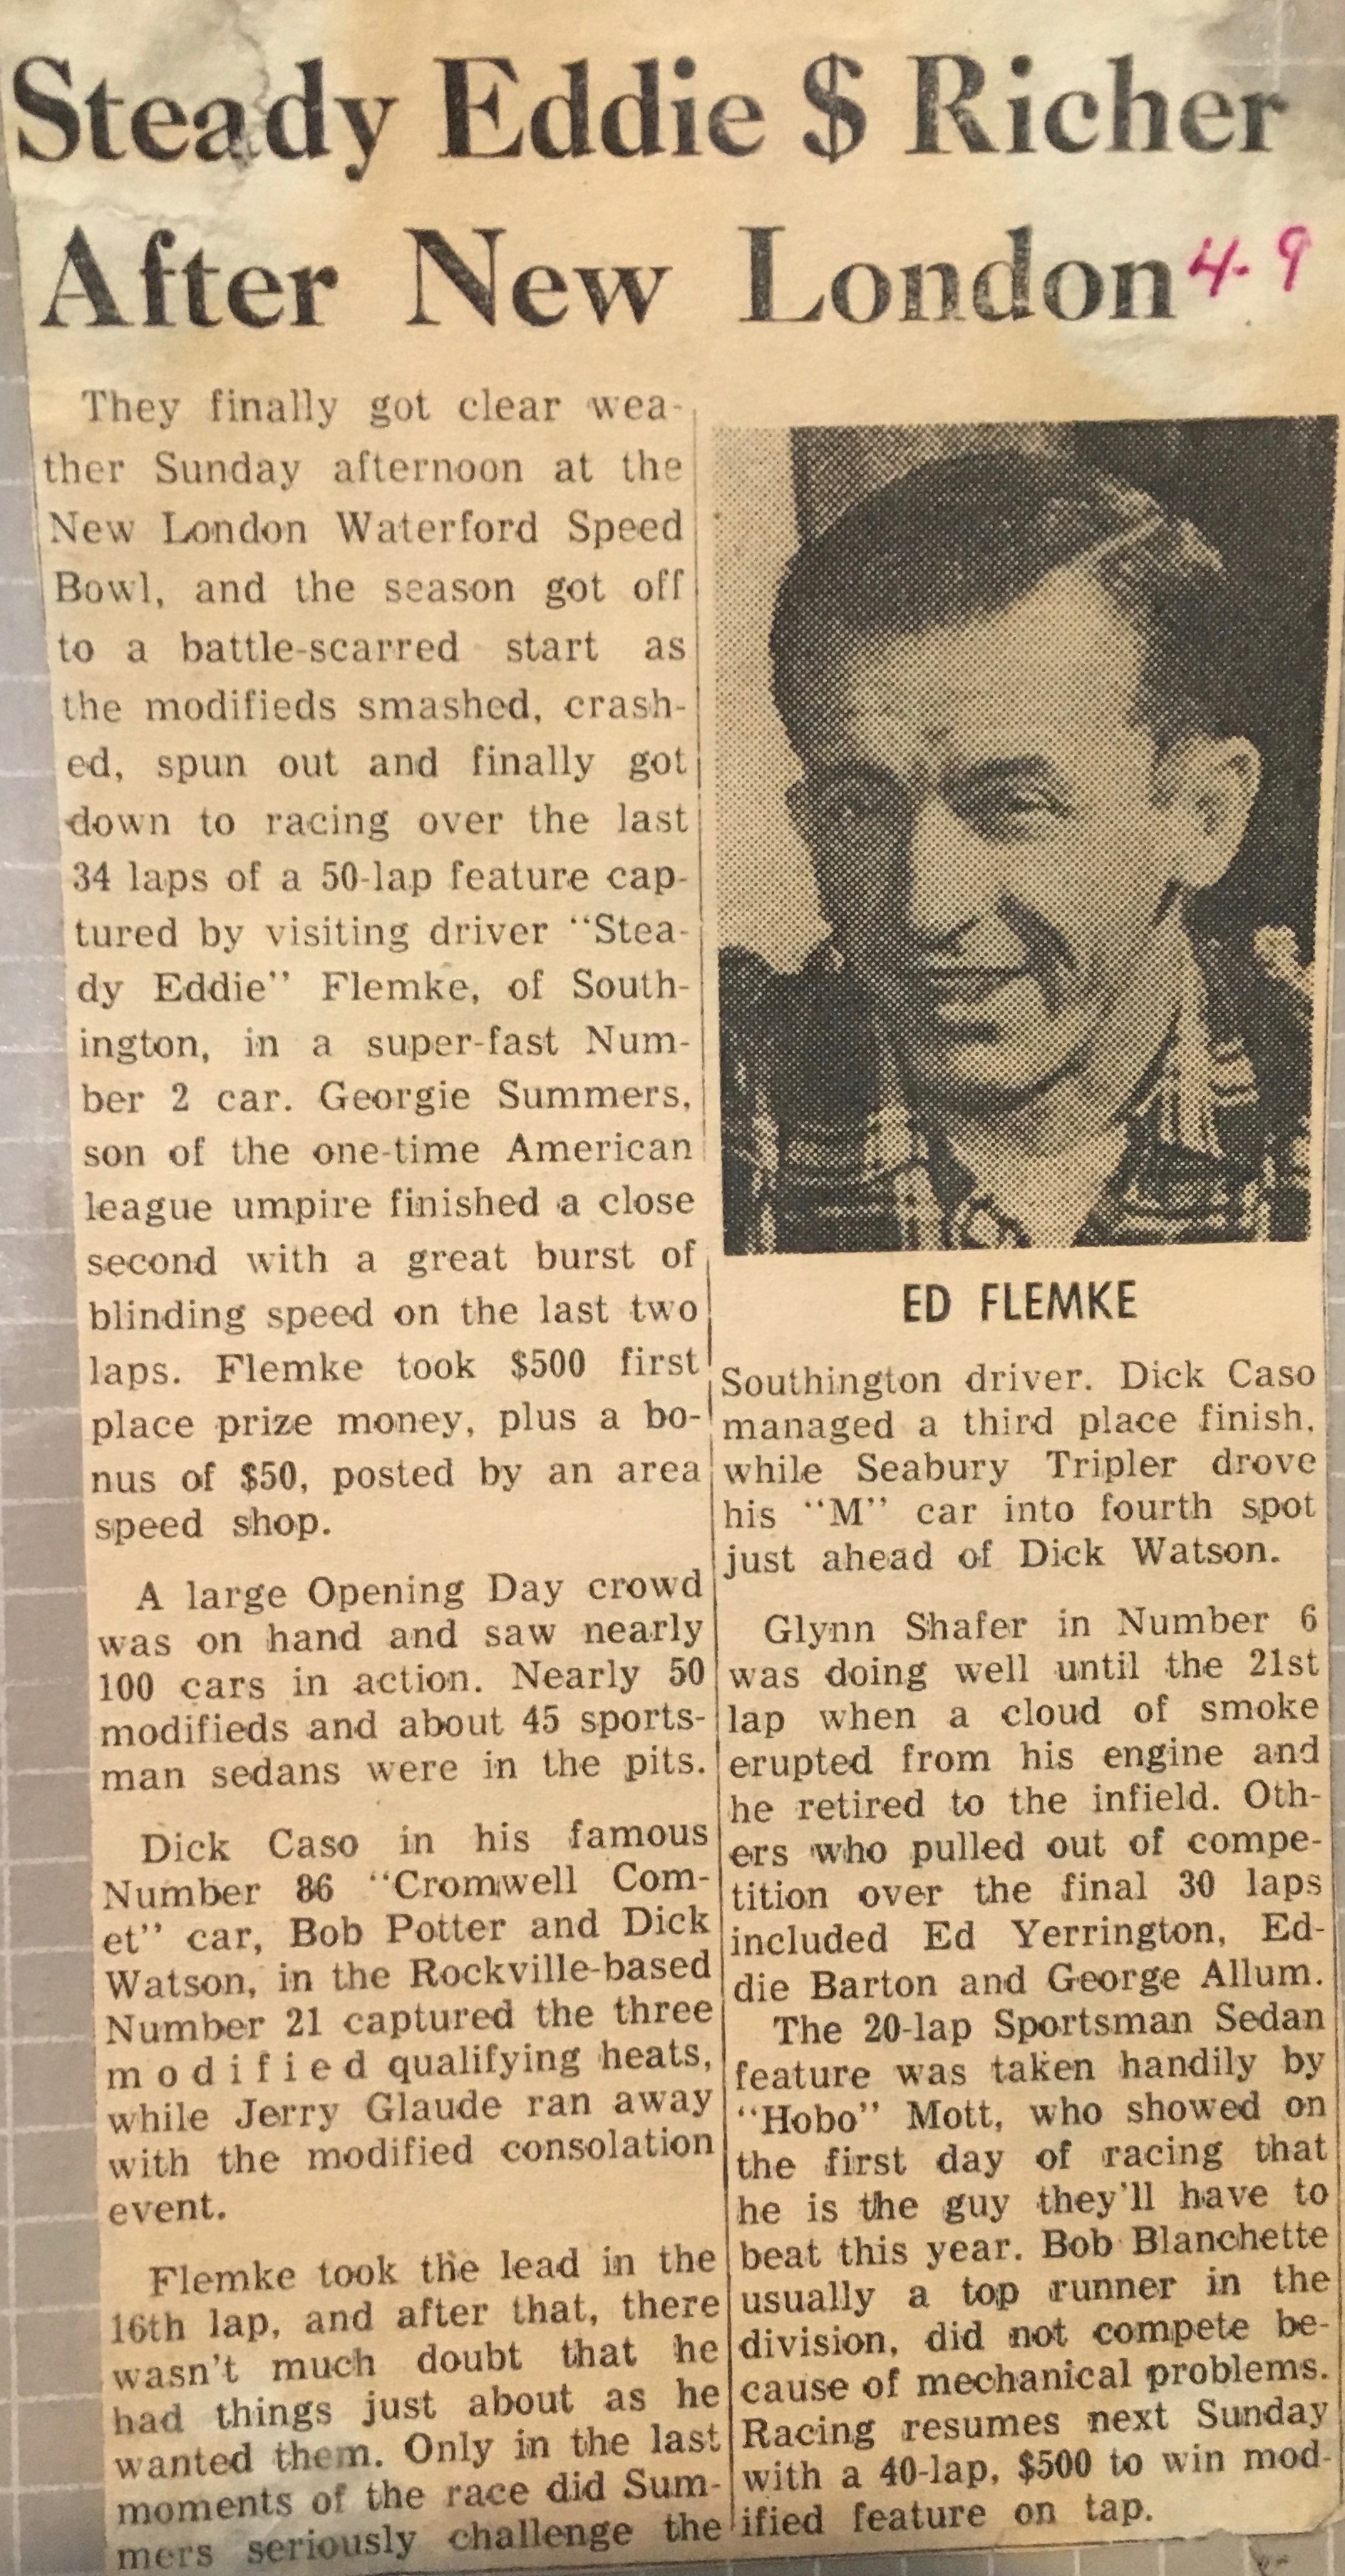 Steady Eddie $ Richer
After New London 4-9
They finally got clear wea-
ther Sunday afternoon at the
New London Waterford Speed
Bowl, and the season got off
to a battle-scarred start as
the modifieds smashed, crash-
ed, spun out and finally got
down to racing over the last
34 laps of a 50-lap feature cap-
tured by visiting driver "Stea-
dy Eddie" Flemke, of South-
ington, in a super-fast Num-
ber 2 car. Georgie Summers,
son of the one-time American
league umpire finished a close
second with a great burst of
blinding speed on the last two
laps. Flemke took $500 first
place prize money, plus a bo-
nus of $50, posted by an area
speed shop.
A large Opening Day crowd
was on hand and saw nearly
100 cars in action. Nearly 50
modifieds and about 45 sports-
man sedans were in the pits.
Dick Caso in his famous
Number 86 "Cromwell Com-
et" car, Bob Potter and Dick
Watson, in the Rockville-based
Number 21 captured the three
modified qualifying heats,
while Jerry Glaude ran away
with the modified consolation
event.
Flemke took the lead in the
16th lap, and after that, there
wasn't much doubt that he
had things just about as he
wanted them. Only in the last
moments of the race did Sum-
mers seriously challenge the
ED FLEMKE
Southington driver. Dick Caso
managed a third place finish,
while Seabury Tripler drove
his "M" car into fourth spot
just ahead of Dick Watson.
Glynn Shafer in Number 6
was doing well until the 21st
lap when a cloud of smoke
erupted from his engine and
he retired to the infield. Oth-
ers who pulled out of compe-
tition over the final 30 laps
included Ed Yerrington, Ed-
die Barton and George Allum.
The 20-lap Sportsman Sedan
feature was taken handily by
"Hobo" Mott, who showed on
the first day of racing that
he is the guy they'll have to
beat this year. Bob Blanchette
usually a top runner in the
division, did not compete be-
cause of mechanical problems.
Racing resumes next Sunday
with a 40-lap, $500 to win mod-
ified feature on tap.